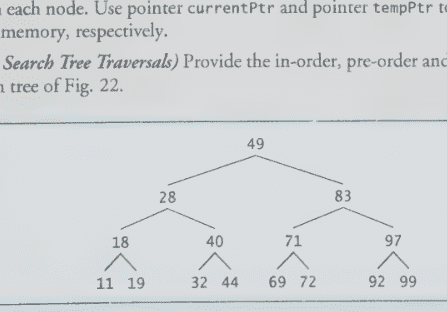 each node. Use pointer currentPtr and pointer tempPtr
memory, respectively.
Search Tree Traversals) Provide the in-order, pre-order and
tree of Fig. 22.
49
28 83
18 40 71 97
11 19 32 44 69 72 92 99